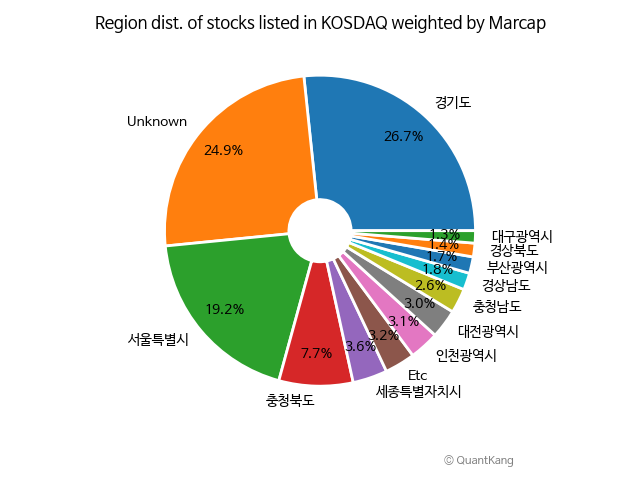 Region dist. of stocks listed in KOSDAQ weighted by Marcap
경기도
26.7%
Unknown
24.9%
서울특별시
19.2%
충청북도
7.7%
세종특별자치시
3.6%
Etc
3.2%
인천광역시
3.1%
대전광역시
3.0%
충청남도
2.6%
경상남도
1.8%
부산광역시
1.7%
경상북도
1.4%
대구광역시
1.3%
© QuantKang